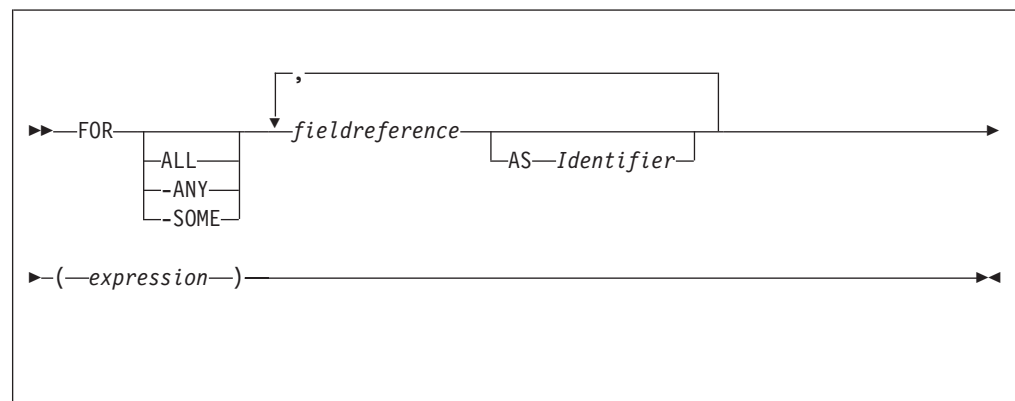 ,
FOR fieldreference
ALL AS Identifier
-ANY
-SOME
( expression )